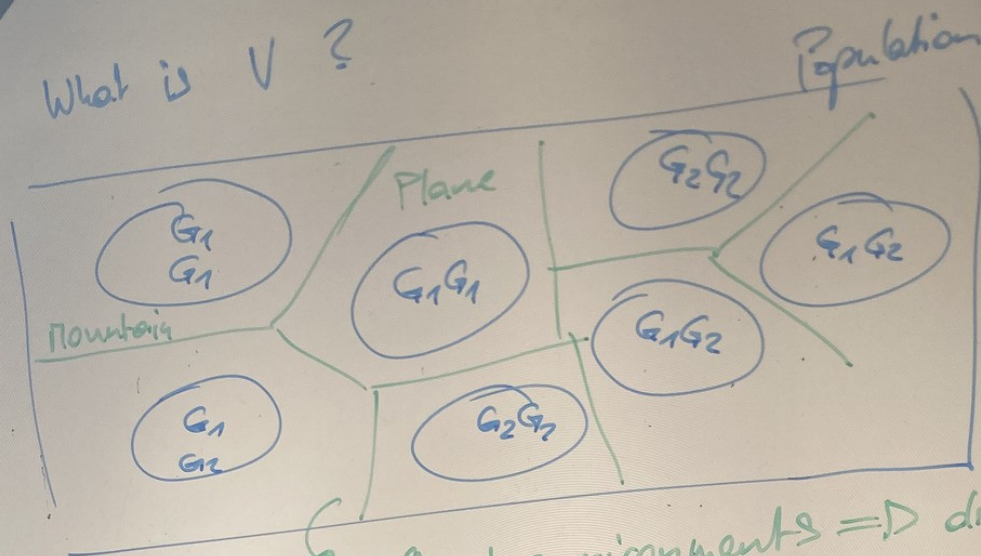 What is V ?
Population
Plane
G2G2
G1
G1
G1G1
G1G2
Mountain
G1G2
G1
G2
G2G2
=D